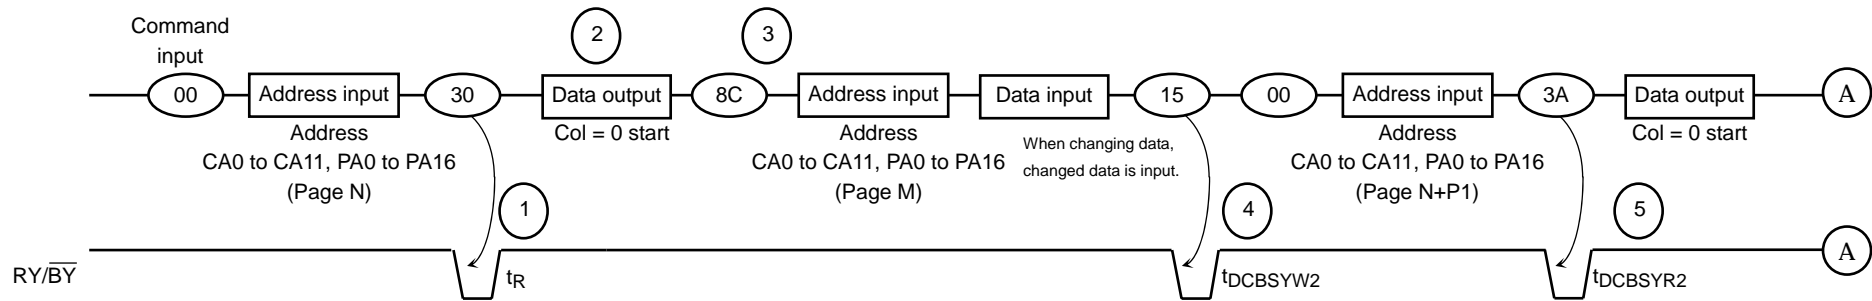 Command
input
2
3
00
Address input
30
Data output
8C
Address input
Data input
15
00
Address input
3A
Data output
A
Address
CA0 to CA11, PA0 to PA16
(Page N)
Col = 0 start
Address
CA0 to CA11, PA0 to PA16
(Page M)
When changing data,
changed data is input.
Address
CA0 to CA11, PA0 to PA16
(Page N+P1)
Col = 0 start
1
4
5
RY/BY
tR
tDCBSYW2
tDCBSYR2
A